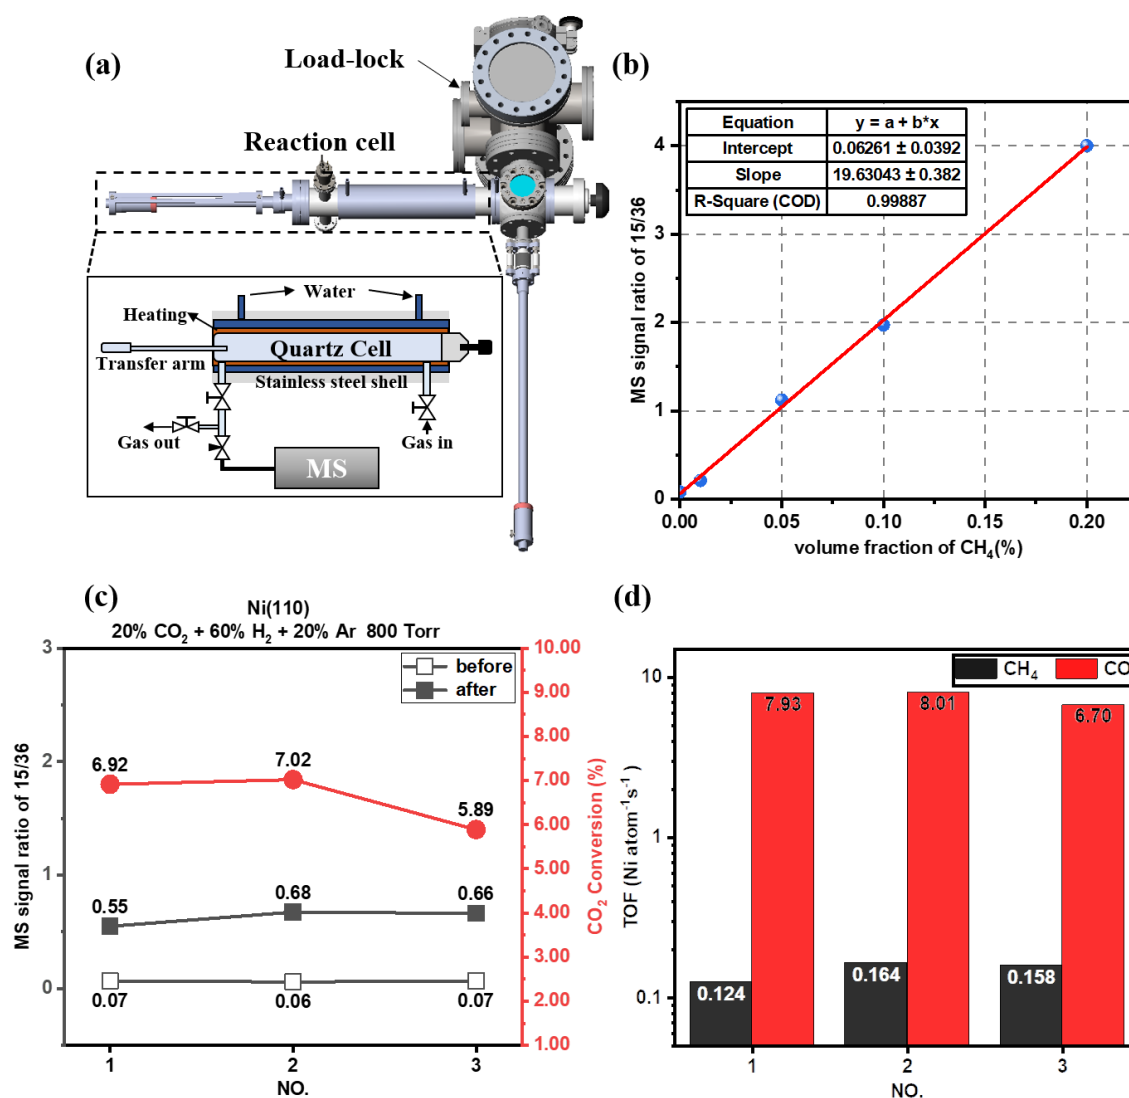 (a)
Load-lock
Reaction cell
Water
Heating
Quartz Cell
Transfer arm
Stainless steel shell
Gas out
Gas in
MS
(b)
Equation y = a + b*x
Intercept 0.06261 ± 0.0392
Slope 19.63043 ± 0.382
R-Square (COD) 0.99887
MS signal ratio of 15/36
4
3
2
1
0
0.00 0.05 0.10 0.15 0.20
volume fraction of CH₄(%)
(c)
Ni(110)
20% CO₂ + 60% H₂ + 20% Ar 800 Torr
before
after
MS signal ratio of 15/36
3
2
1
0
6.92 7.02 5.89
0.55 0.68 0.66
0.07 0.06 0.07
10.00
9.00
8.00
7.00
6.00
5.00
4.00
3.00
2.00
1.00
CO₂ Conversion (%)
1 2 3
NO.
(d)
CH₄ CO
TOF (Ni atom⁻¹s⁻¹ )
10
1
0.1
7.93 8.01 6.70
0.124 0.164 0.158
1 2 3
NO.